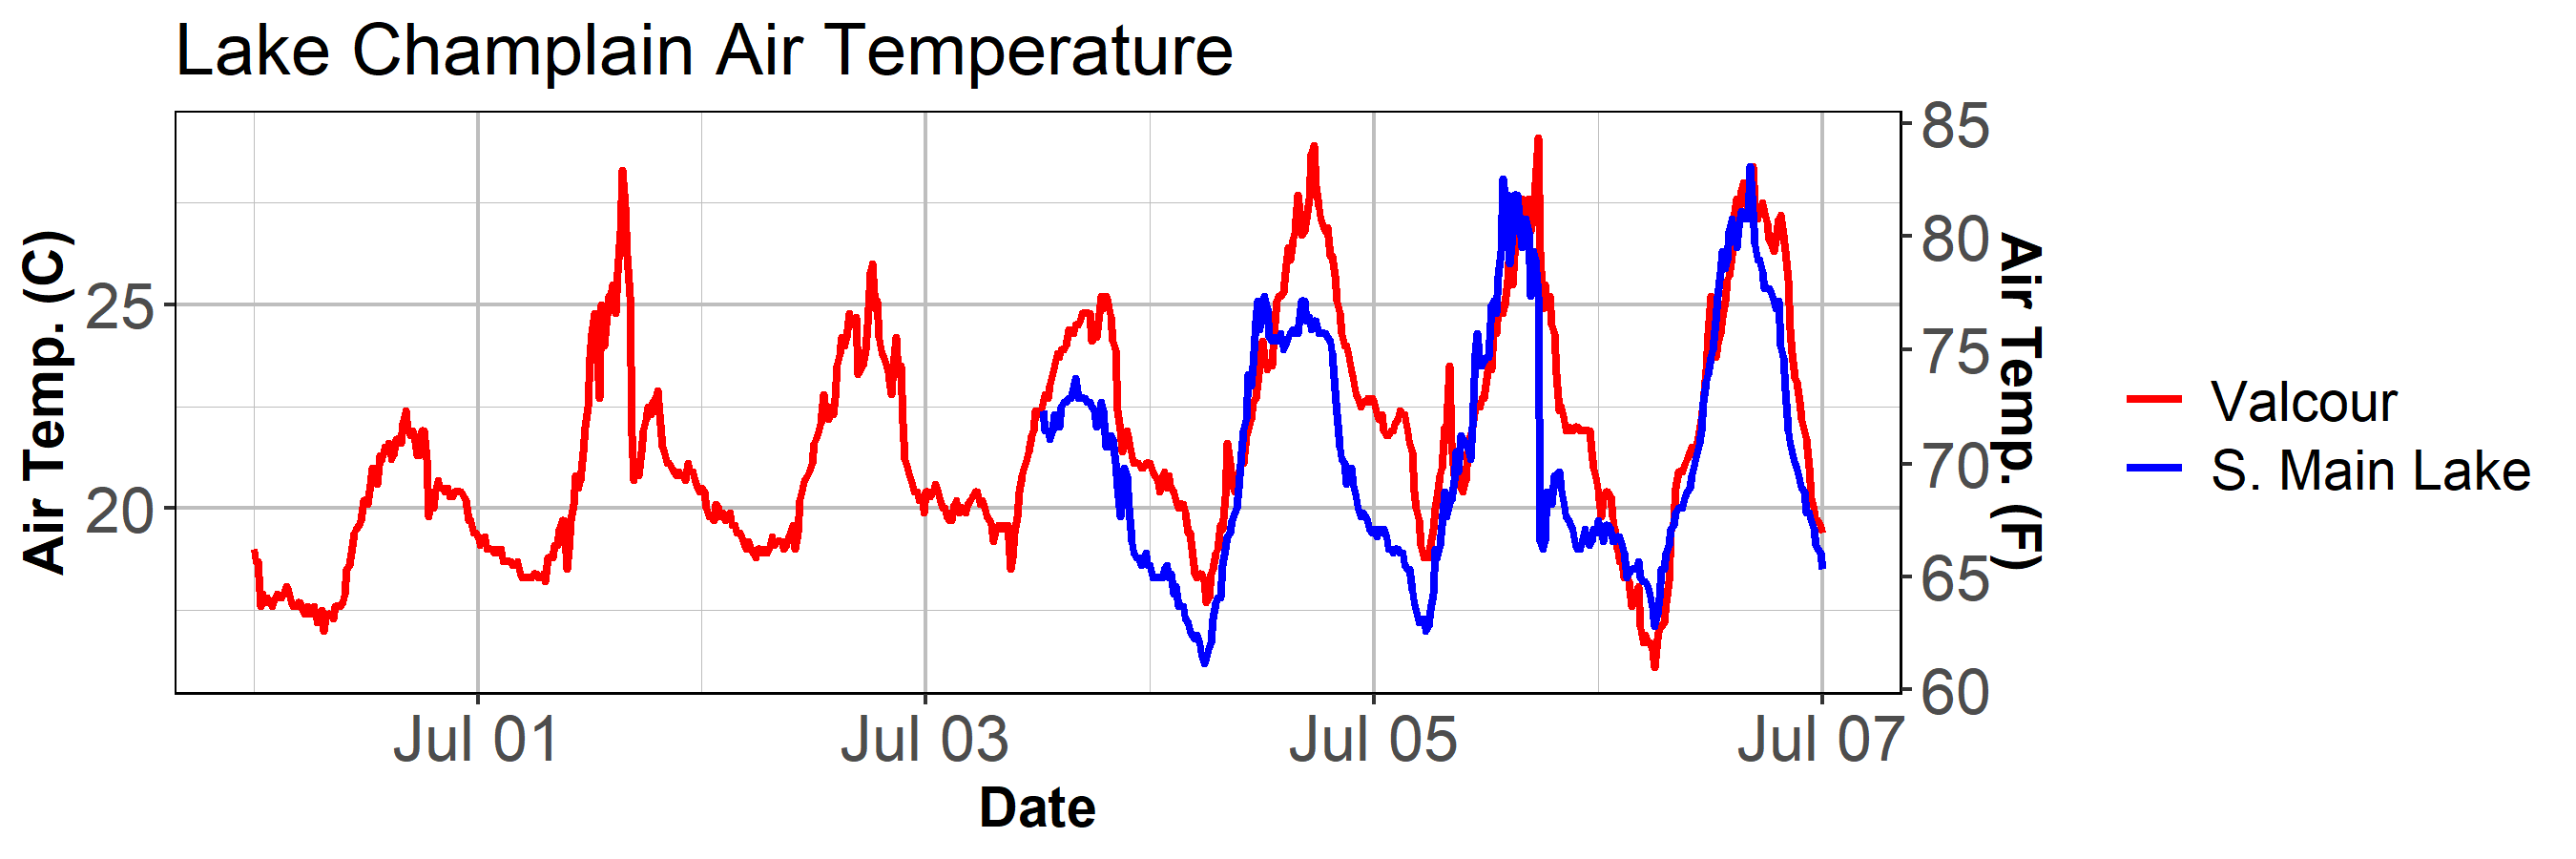 Lake Champlain Air Temperature
Air Temp. (C)
25
20
85
80
75
70
65
60
Air Temp. (F)
Jul 01
Jul 03
Jul 05
Jul 07
Date
Valcour
S. Main Lake